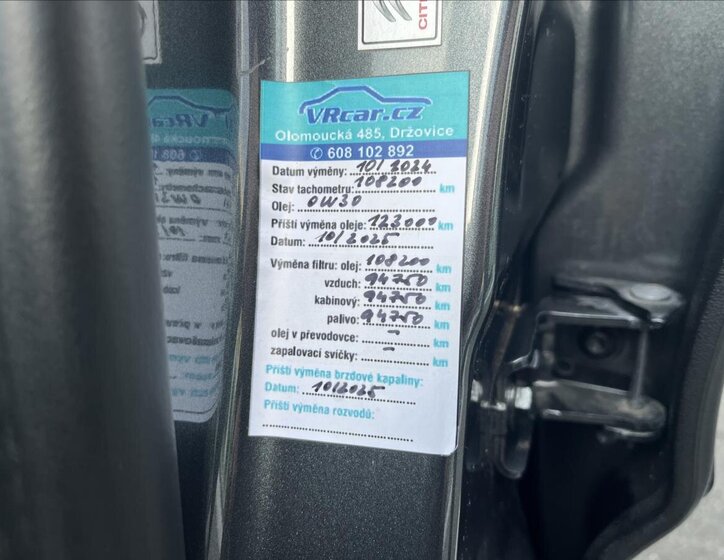 CIT
VRcar.cz
Olomoucká 485, Držovice
608 102 892
Datum výměny: 10/2024
Stav tachometru: 108200 km
Olej: 0W30
Příští výměna oleje: 123000 km
Datum: 10/2025
Výměna filtru: olej: 108200 km
vzduch: 94750 km
kabinový: 94750 km
palivo: 94750 km
olej v převodovce: - km
zapalovací svíčky: - km
Příští výměna brzdové kapaliny:
Datum: 10/2025
Příští výměna rozvodů: